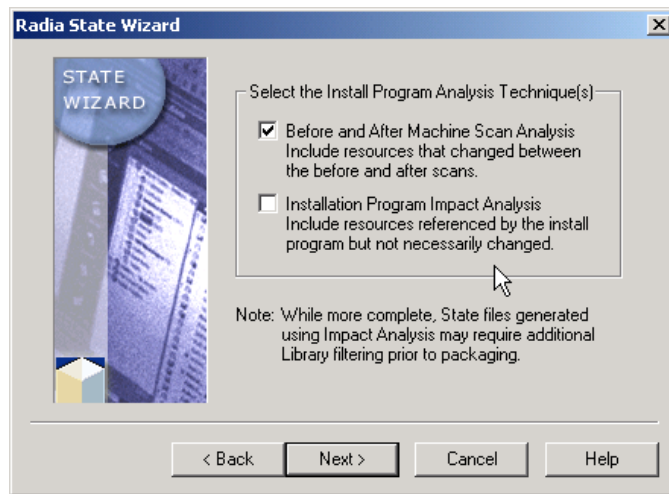 Radia State Wizard
STATE
WIZARD
Select the Install Program Analysis Technique(s)
Before and After Machine Scan Analysis
Include resources that changed between
the before and after scans.
Installation Program Impact Analysis
Include resources referenced by the install
program but not necessarily changed.
Note: While more complete, State files generated
using Impact Analysis may require additional
Library filtering prior to packaging.
< Back
Next >
Cancel
Help